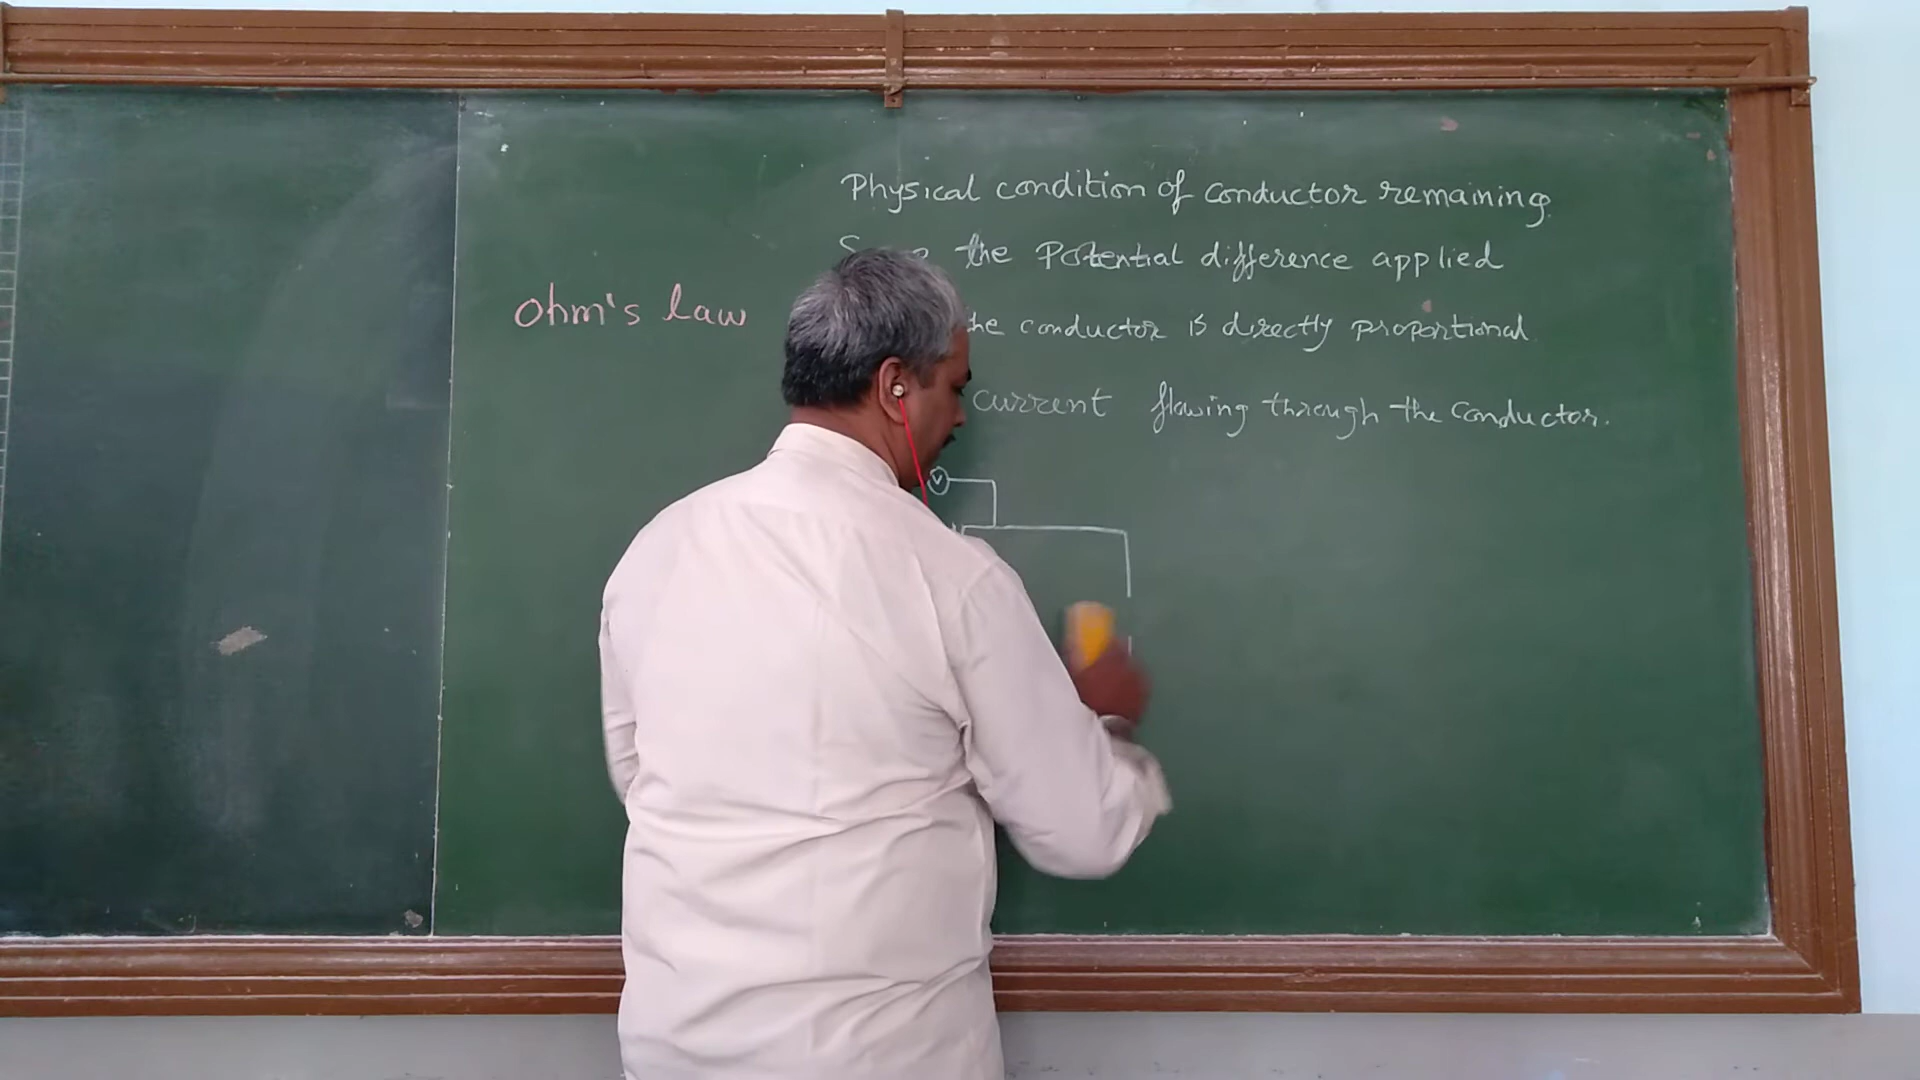 Physical condition of conductor remaining
the Potential difference applied
Ohm's law
the conductor is directly proportional
current flowing through the conductor.
V